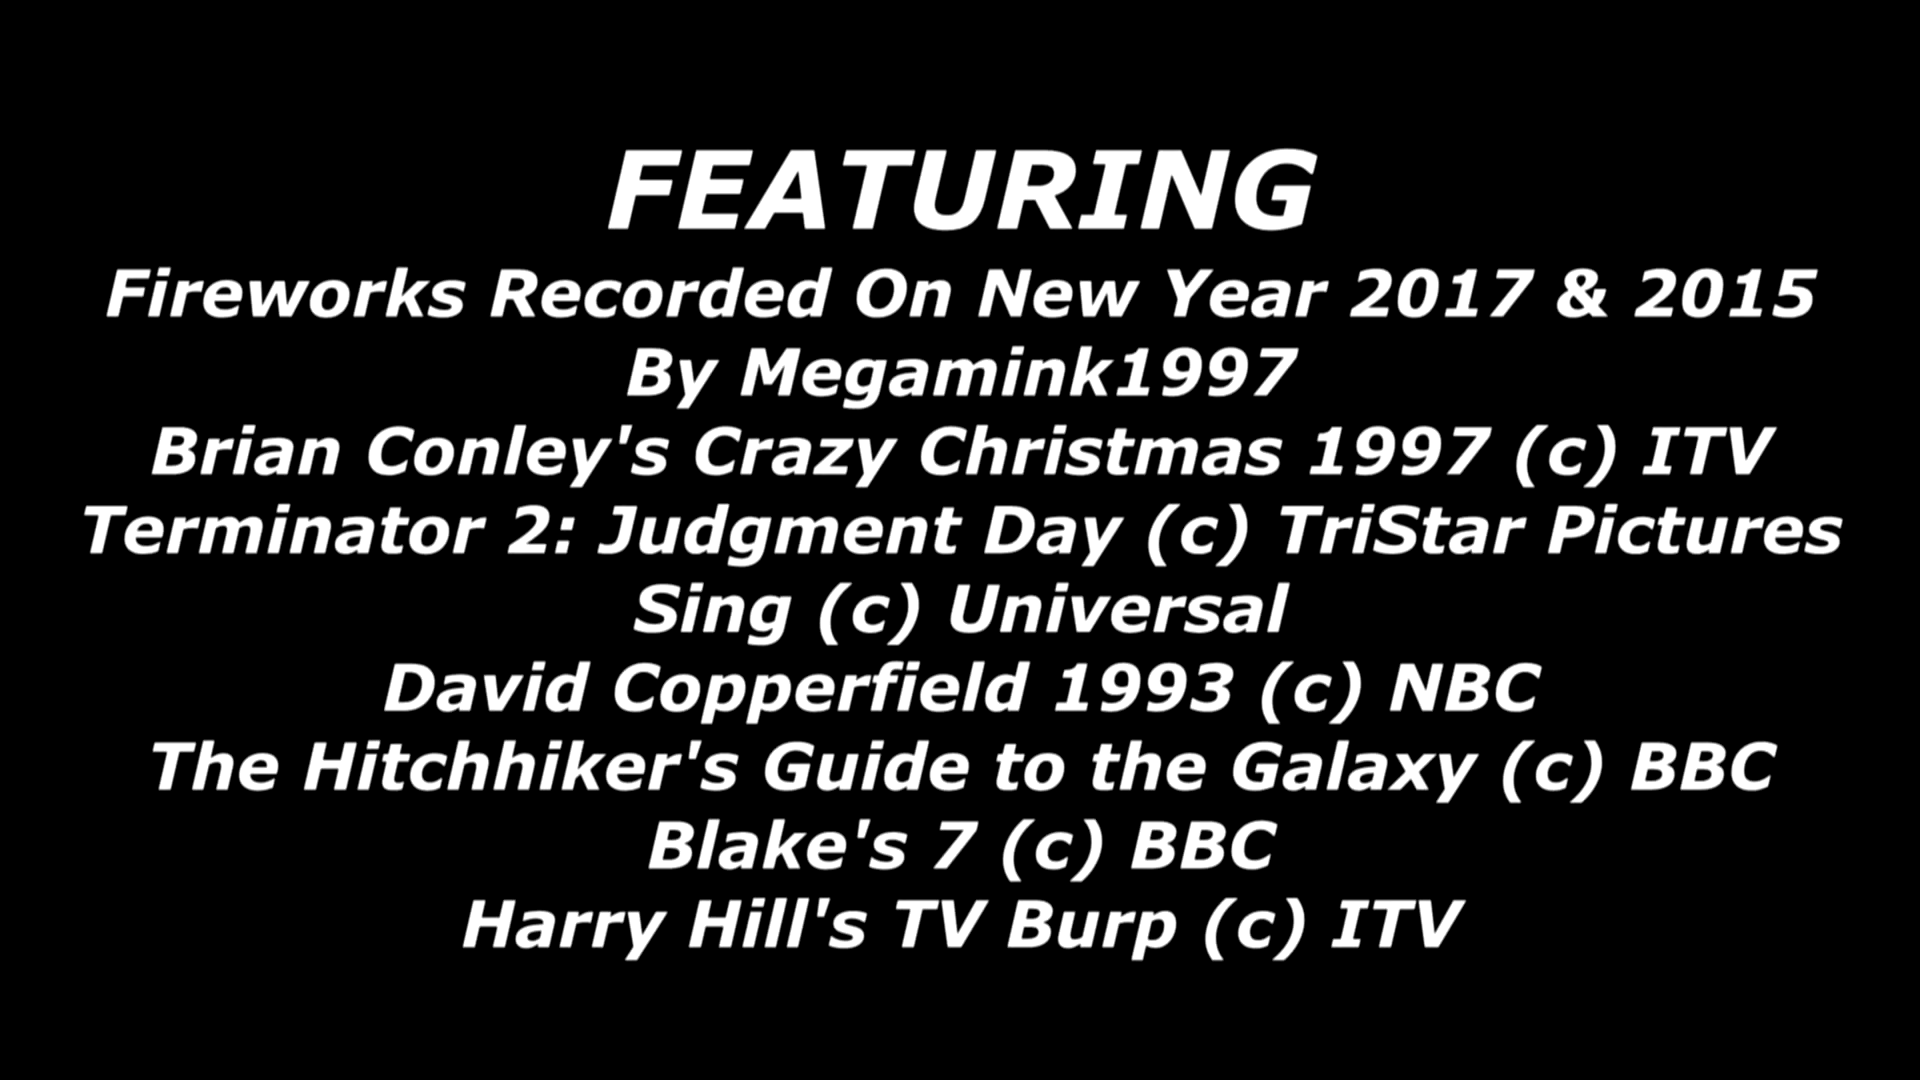 FEATURING
Fireworks Recorded On New Year 2017 & 2015
By Megamink1997
Brian Conley's Crazy Christmas 1997 (c) ITV
Terminator 2: Judgment Day (c) TriStar Pictures
Sing (c) Universal
David Copperfield 1993 (c) NBC
The Hitchhiker's Guide to the Galaxy (c) BBC
Blake's 7 (c) BBC
Harry Hill's TV Burp (c) ITV